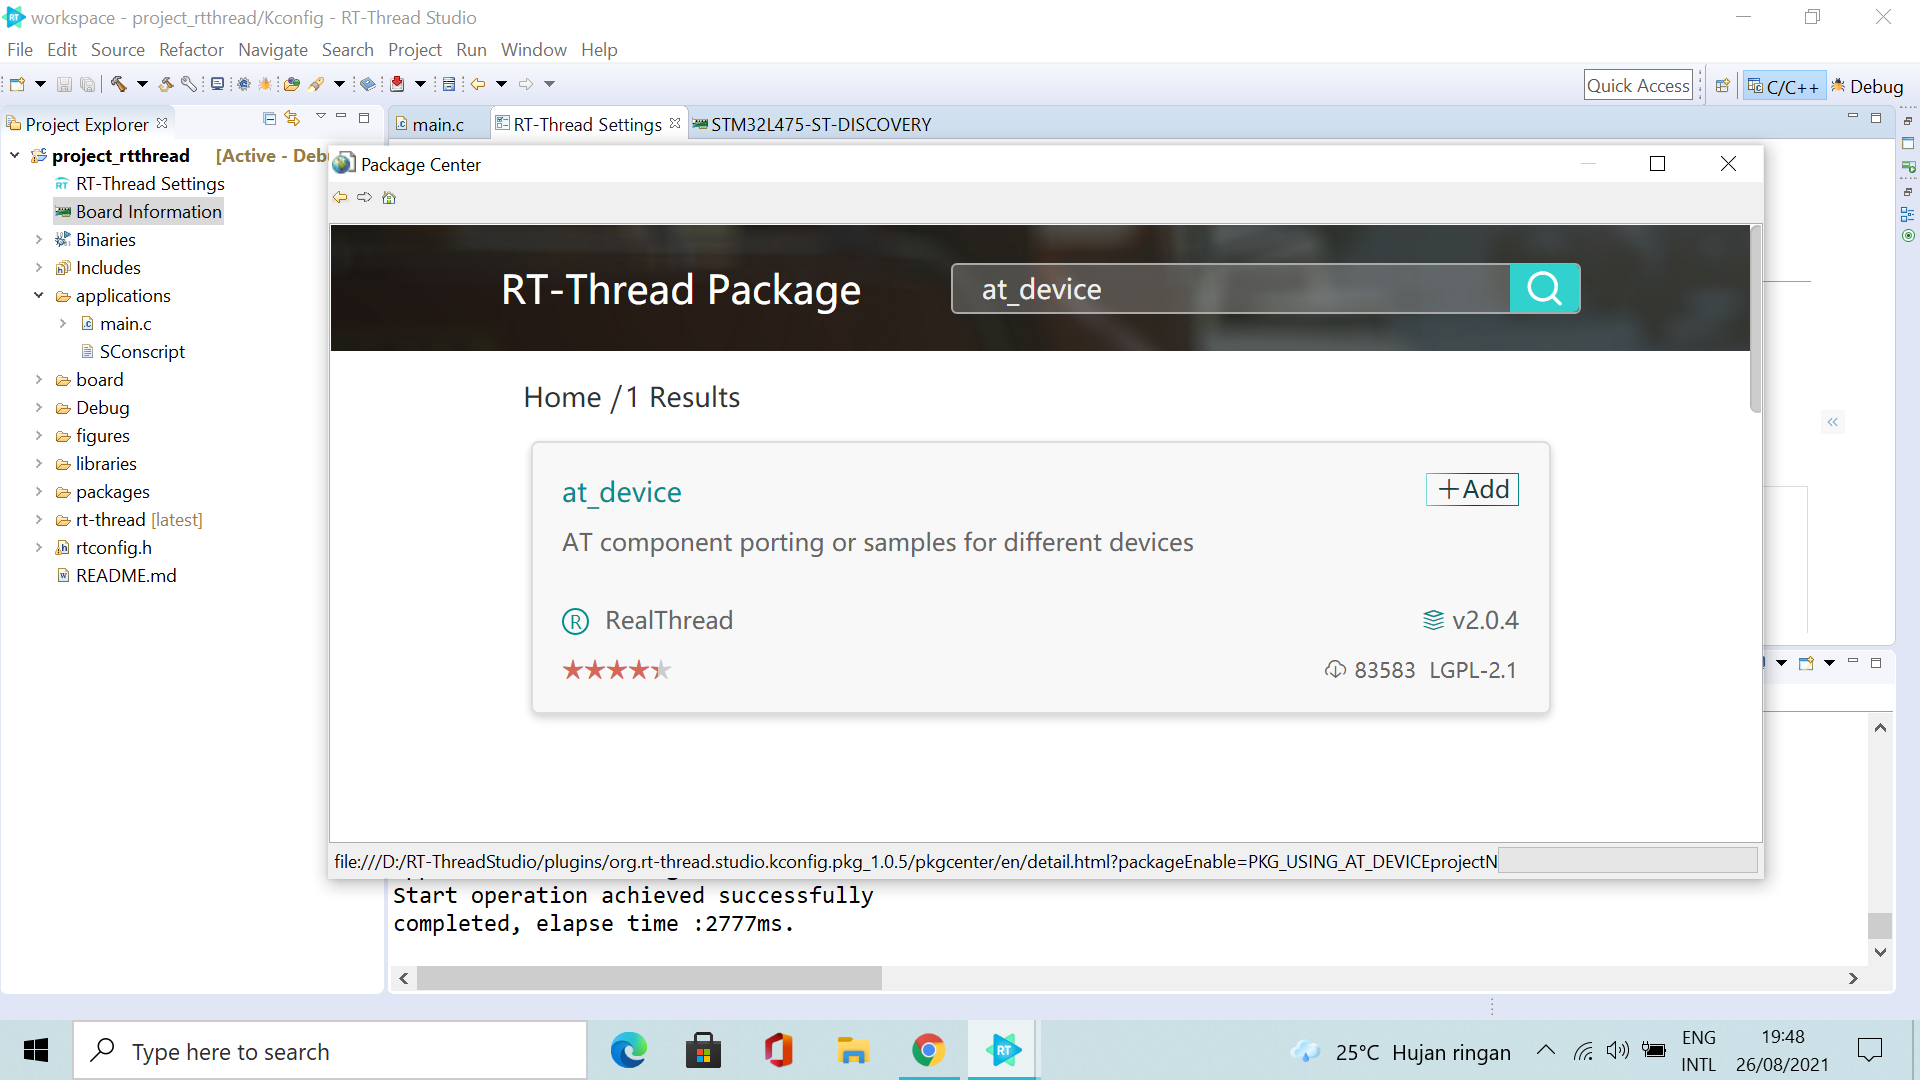 workspace - project_rtthread/Kconfig - RT-Thread Studio
File Edit Source Refactor Navigate Search Project Run Window Help
Quick Access
C/C++
Debug
Project Explorer
main.c
RT-Thread Settings
STM32L475-ST-DISCOVERY
project_rtthread [Active - Deb
RT-Thread Settings
Board Information
Binaries
Includes
applications
main.c
SConscript
board
Debug
figures
libraries
packages
rt-thread [latest]
rtconfig.h
README.md
Package Center
RT-Thread Package
at_device
Home /1 Results
at_device
+Add
AT component porting or samples for different devices
RealThread
v2.0.4
83583 LGPL-2.1
file:///D:/RT-ThreadStudio/plugins/org.rt-thread.studio.kconfig.pkg_1.0.5/pkgcenter/en/detail.html?packageEnable=PKG_USING_AT_DEVICEprojectN
Start operation achieved successfully
completed, elapse time :2777ms.
Type here to search
25°C Hujan ringan
ENG
INTL
19:48
26/08/2021